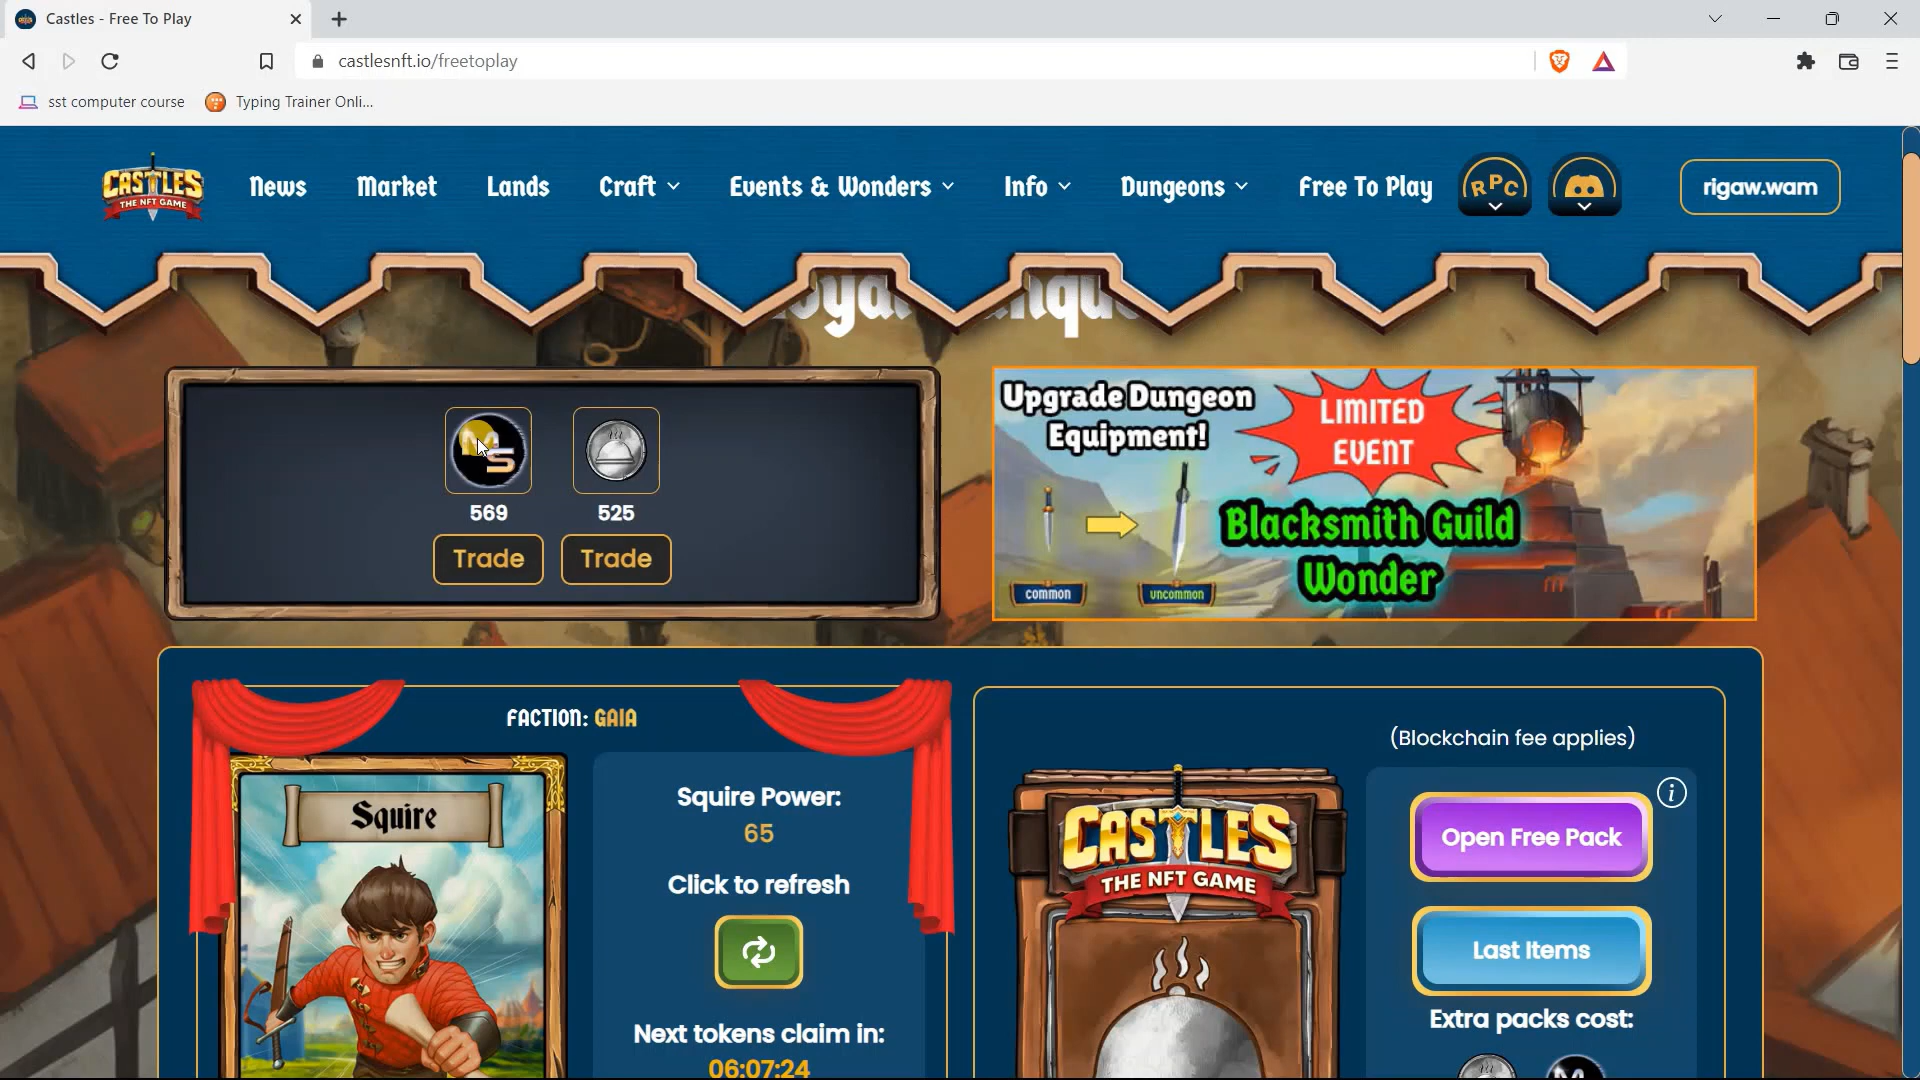 Castles - Free To Play
castlesnft.io/freetoplay
sst computer course
Typing Trainer Onli...
CASTLES
THE NFT GAME
News
Market
Lands
Craft
Events & Wonders
Info
Dungeons
Free To Play
RPC
rigaw.wam
MS
569
525
Trade
Trade
Upgrade Dungeon
Equipment!
LIMITED
EVENT
Blacksmith Guild
Wonder
common
uncommon
FACTION: GAIA
Squire
Squire Power:
65
Click to refresh
Next tokens claim in:
06:07:24
CASTLES
THE NFT GAME
(Blockchain fee applies)
i
Open Free Pack
Last Items
Extra packs cost: